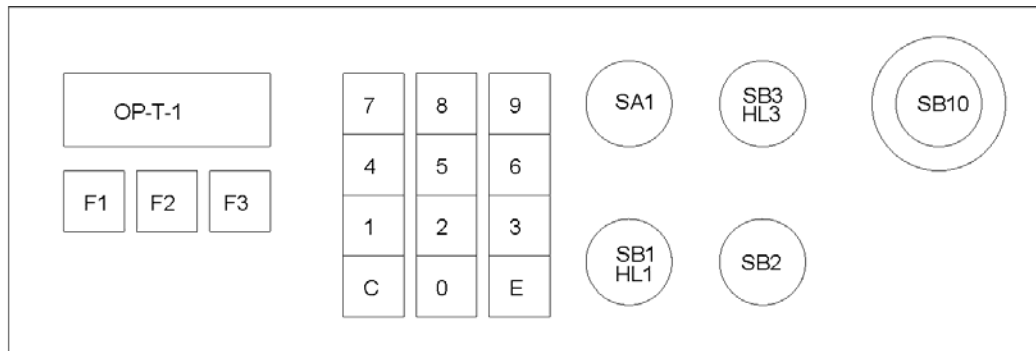 OP-T-1
F1 F2 F3
7 8 9
4 5 6
1 2 3
C 0 E
SA1
SB3
HL3
SB10
SB1
HL1
SB2